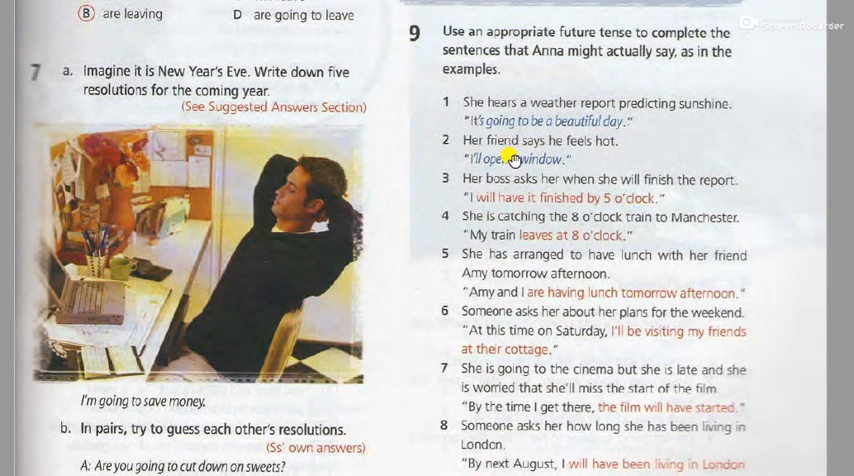 B are leaving
D are going to leave
7 a. Imagine it is New Year's Eve. Write down five
resolutions for the coming year.
(See Suggested Answers Section)
I'm going to save money.
b. In pairs, try to guess each other's resolutions.
(Ss' own answers)
A: Are you going to cut down on sweets?
9 Use an appropriate future tense to complete the
sentences that Anna might actually say, as in the
examples.
1 She hears a weather report predicting sunshine.
"It's going to be a beautiful day."
2 Her friend says he feels hot.
"I'll open window."
3 Her boss asks her when she will finish the report.
"I will have it finished by 5 o'clock."
4 She is catching the 8 o'clock train to Manchester.
"My train leaves at 8 o'clock."
5 She has arranged to have lunch with her friend
Amy tomorrow afternoon.
"Amy and I are having lunch tomorrow afternoon."
6 Someone asks her about her plans for the weekend.
"At this time on Saturday, I'll be visiting my friends
at their cottage."
7 She is going to the cinema but she is late and she
is worried that she'll miss the start of the film.
"By the time I get there, the film will have started."
8 Someone asks her how long she has been living in
London.
"By next August, I will have been living in London
Screen Recorder